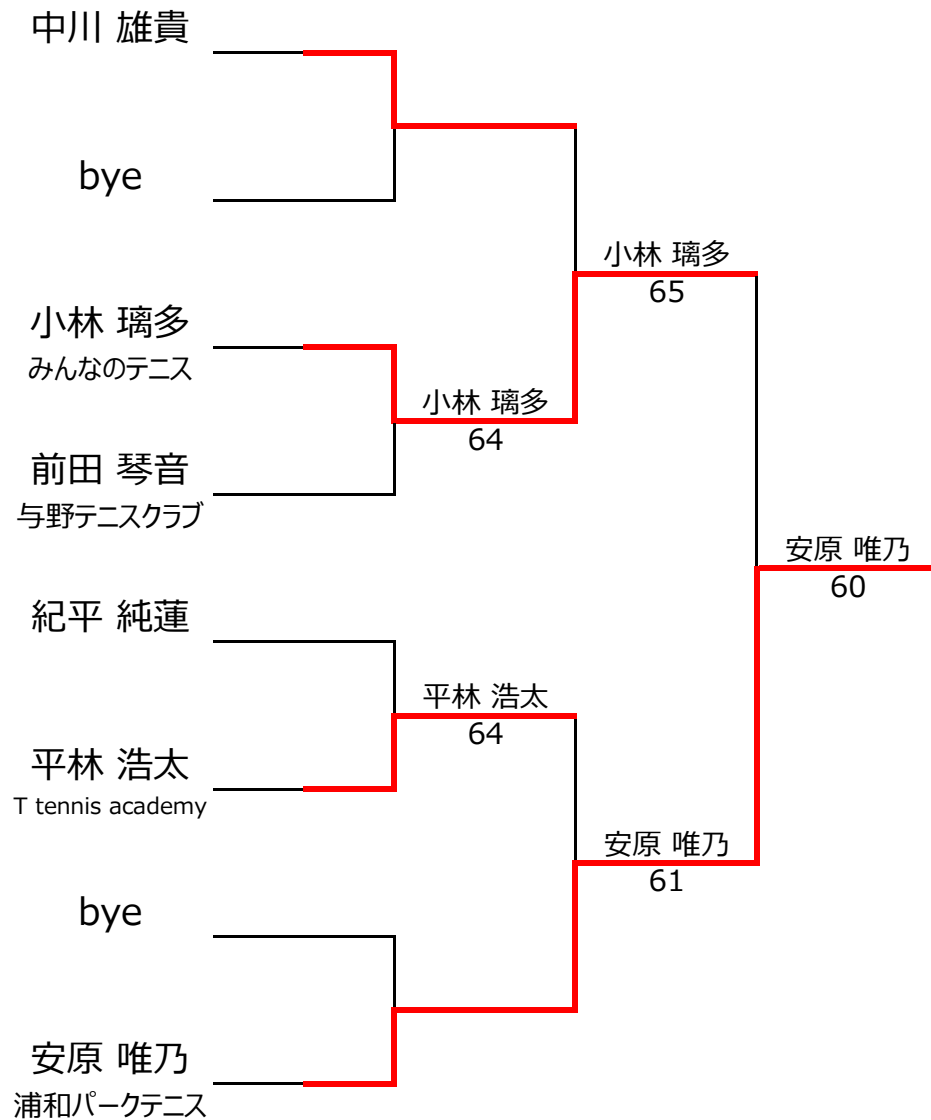 中川 雄貴
bye
小林 璃多
みんなのテニス
前田 琴音
与野テニスクラブ
紀平 純蓮
平林 浩太
T tennis academy
bye
安原 唯乃
浦和パークテニス
小林 璃多
64
平林 浩太
64
小林 璃多
65
安原 唯乃
61
安原 唯乃
60